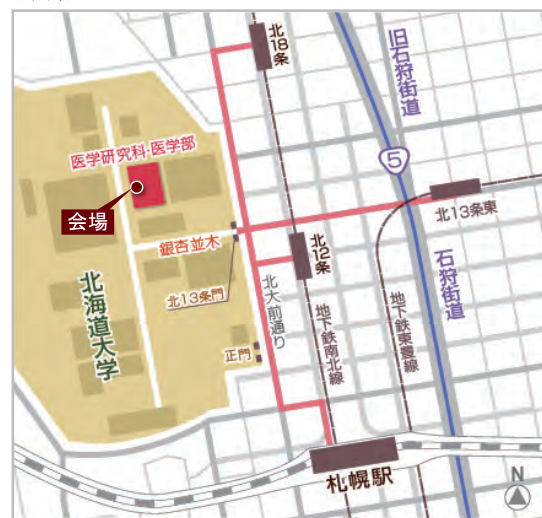 北18条
旧石狩街道
医学研究科・医学部
5
会場
北13条東
銀杏並木
北12条
北13条門
北海道大学
北大前通り
地下鉄南北線
地下鉄東豊線
石狩街道
正門
札幌駅
N